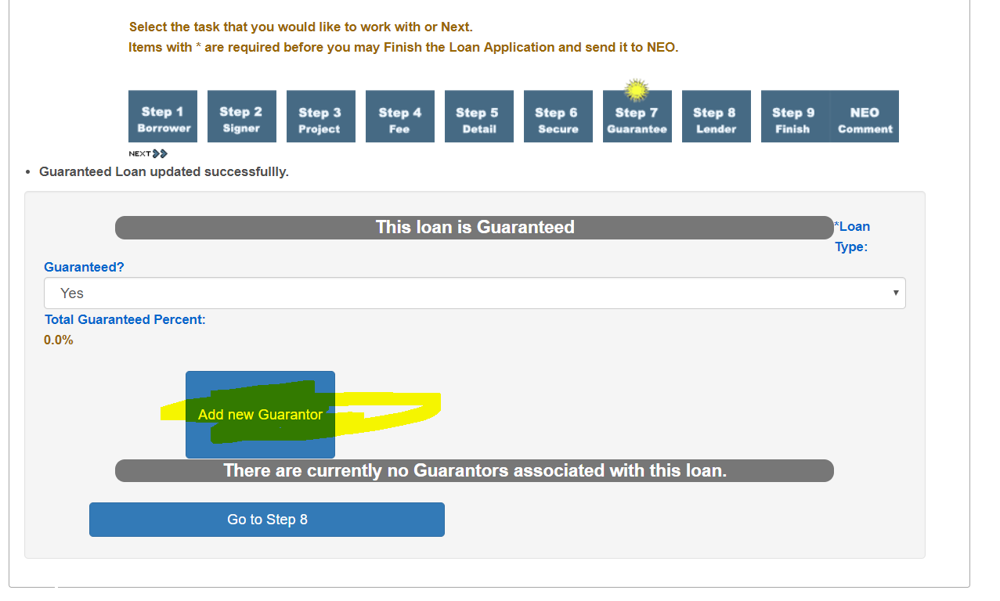 Select the task that you would like to work with or Next.
Items with * are required before you may Finish the Loan Application and send it to NEO.
Step 1 Step 2 Step 3 Step 4 Step 5 Step 6 Step 7 Step 8 Step 9 NEO
Borrower Signer Project Fee Detail Secure Guarantee Lender Finish Comment
NEXT
• Guaranteed Loan updated successfullly.
This loan is Guaranteed
*Loan
Type:
Guaranteed?
Yes
Total Guaranteed Percent:
0.0%
Add new Guarantor
There are currently no Guarantors associated with this loan.
Go to Step 8